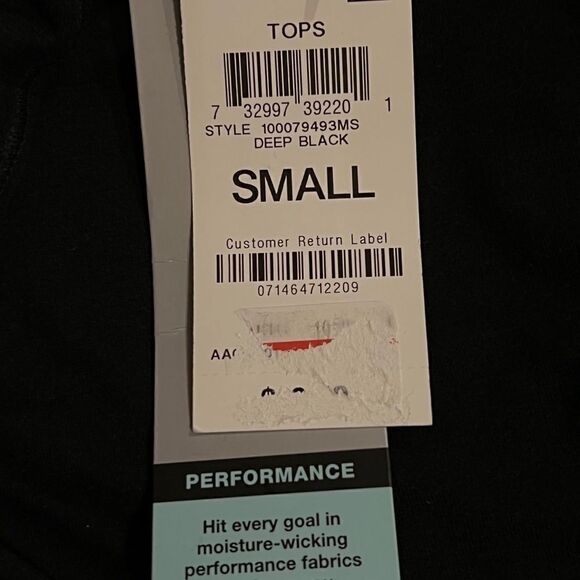 TOPS
7 32997 39220 1
STYLE 100079493MS
DEEP BLACK
SMALL
Customer Return Label
071464712209
PERFORMANCE
Hit every goal in
moisture-wicking
performance fabrics